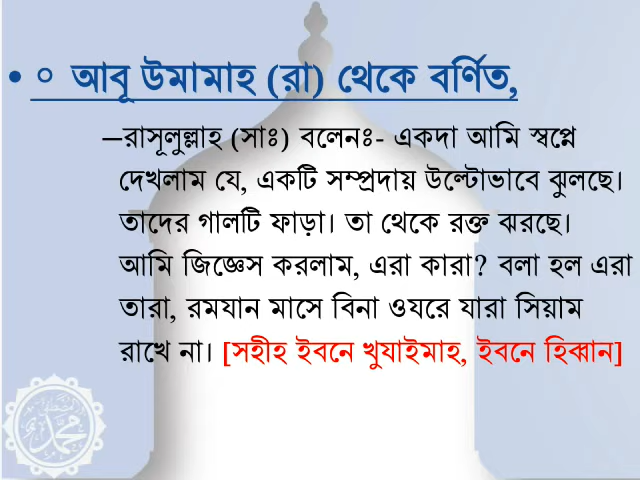 • ০ আবূ উমামাহ (রা) থেকে বর্ণিত,
–রাসূলুল্লাহ (সাঃ) বলেনঃ- একদা আমি স্বপ্নে
দেখলাম যে, একটি সম্প্রদায় উল্টোভাবে ঝুলছে।
তাদের গালটি ফাড়া। তা থেকে রক্ত ঝরছে।
আমি জিজ্ঞেস করলাম, এরা কারা? বলা হল এরা
তারা, রমযান মাসে বিনা ওযরে যারা সিয়াম
রাখে না। [সহীহ ইবনে খুযাইমাহ, ইবনে হিব্বান]